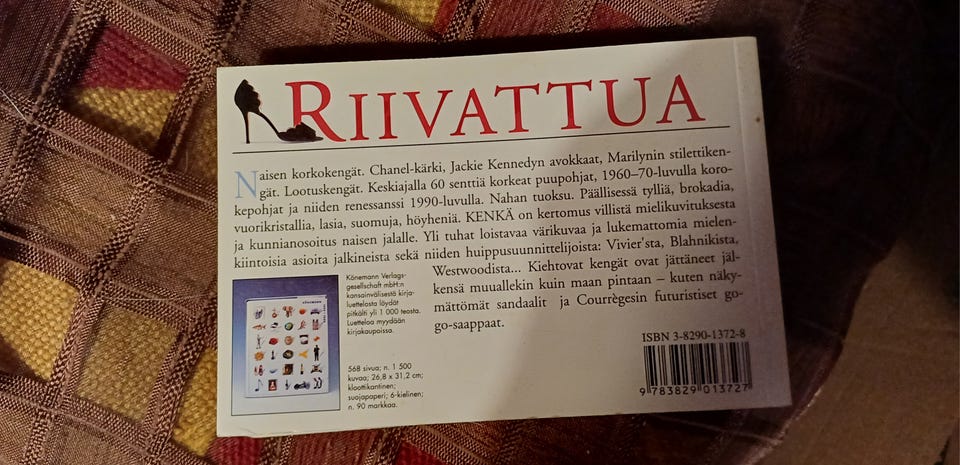 RIIVATTUA
Naisen korkokengät. Chanel-kärki, Jackie Kennedyn avokkaat, Marilynin stilettiken-
gät. Lootuskengät. Keskiajalla 60 senttiä korkeat puupohjat, 1960–70-luvulla koro-
kepohjat ja niiden renessanssi 1990-luvulla. Nahan tuoksu. Päällisessä tylliä, brokadia,
vuorikristallia, lasia, suomuja, höyheniä. KENKÄ on kertomus villistä mielikuvituksesta
ja kunnianosoitus naisen jalalle. Yli tuhat loistavaa värikuvaa ja lukemattomia mielen-
kiintoisia asioita jalkineista sekä niiden huippusuunnittelijoista: Vivier'sta, Blahnikista,
Westwoodista... Kiehtovat kengät ovat jättäneet jäl-
kensä muuallekin kuin maan pintaan – kuten näky-
mättömät sandaalit ja Courrègesin futuristiset go-
go-saappaat.
Könemann Verlags-
gesellschaft mbH:n
kansainvälisestä kirja-
luettelosta löydät
pitkälti yli 1 000 teosta.
Luetteloa myydään
kirjakaupoissa.
568 sivua; n. 1 500
kuvaa; 26,8 x 31,2 cm;
kloottikantinen;
suojapaperi; 6-kielinen;
n. 90 markkaa.
ISBN 3-8290-1372-8
9 783829 013727